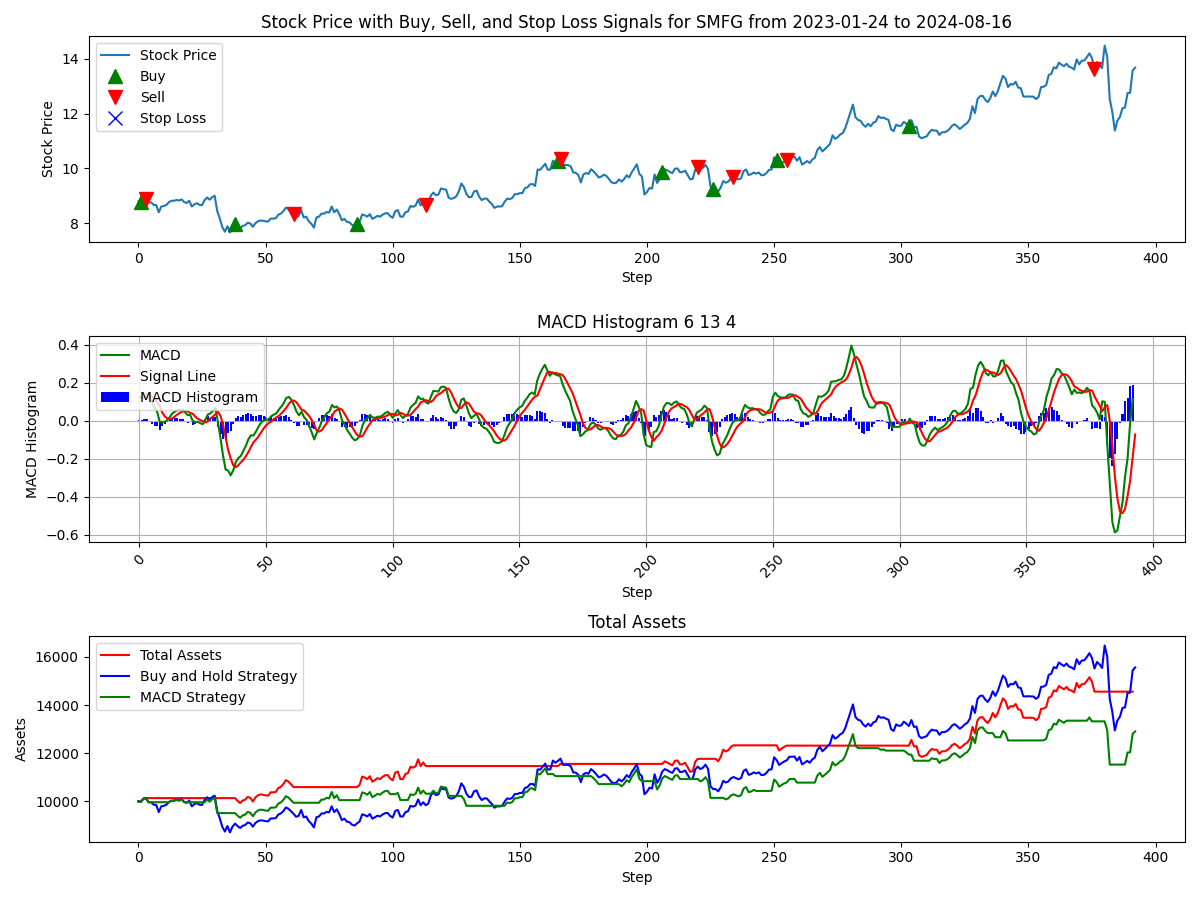 Stock Price with Buy, Sell, and Stop Loss Signals for SMFG from 2023-01-24 to 2024-08-16
Stock Price
Buy
Sell
Stop Loss
Stock Price
14
12
10
8
0 50 100 150 200 250 300 350 400
Step
MACD Histogram 6 13 4
MACD
Signal Line
MACD Histogram
MACD Histogram
0.4
0.2
0.0
−0.2
−0.4
−0.6
0 50 100 150 200 250 300 350 400
Step
Total Assets
Total Assets
Buy and Hold Strategy
MACD Strategy
Assets
16000
14000
12000
10000
0 50 100 150 200 250 300 350 400
Step